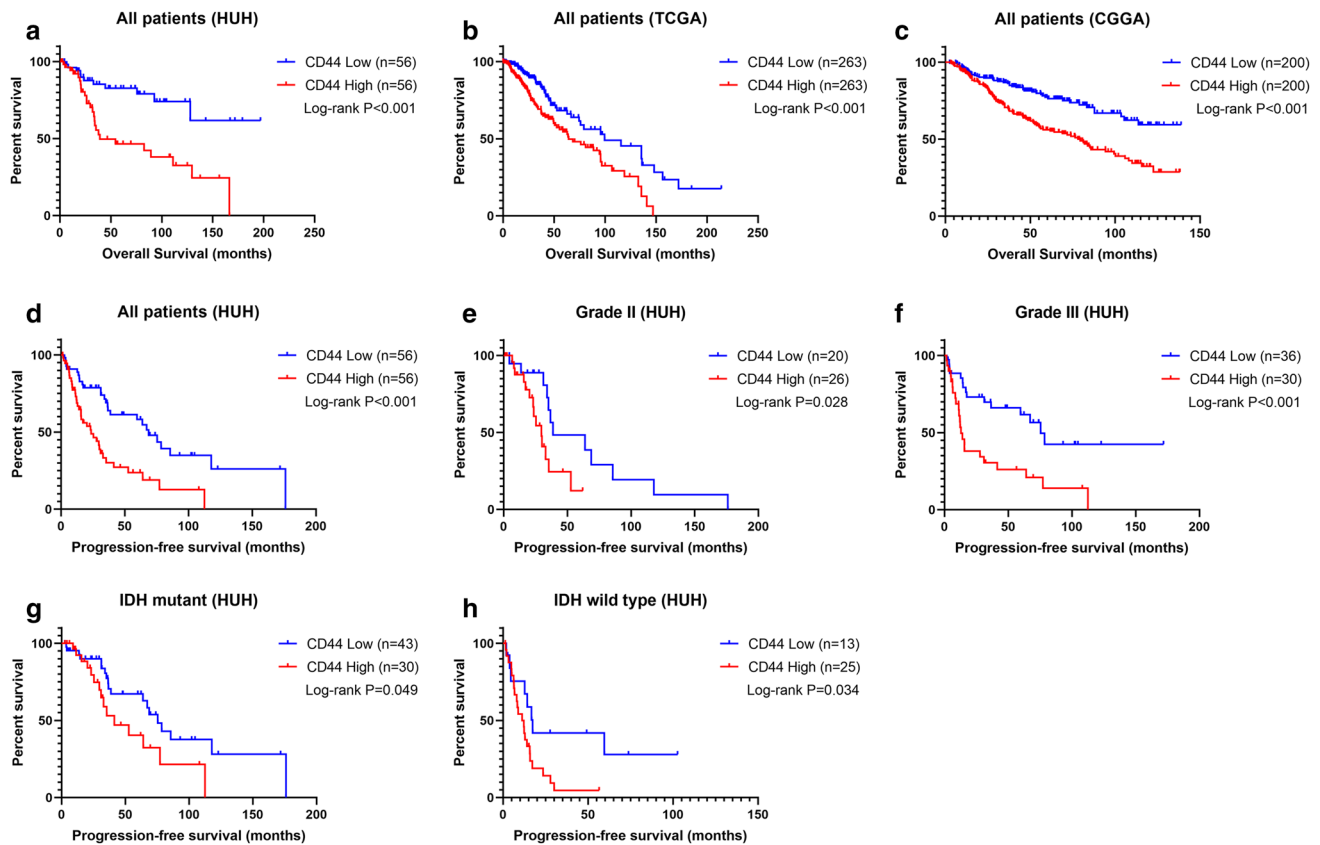 a
All patients (HUH)
Percent survival
100
50
0
0 50 100 150 200 250
Overall Survival (months)
CD44 Low (n=56)
CD44 High (n=56)
Log-rank P<0.001
b
All patients (TCGA)
Percent survival
100
50
0
0 50 100 150 200 250
Overall Survival (months)
CD44 Low (n=263)
CD44 High (n=263)
Log-rank P<0.001
c
All patients (CGGA)
Percent survival
100
50
0
0 50 100 150
Overall Survival (months)
CD44 Low (n=200)
CD44 High (n=200)
Log-rank P<0.001
d
All patients (HUH)
Percent survival
100
50
0
0 50 100 150 200
Progression-free survival (months)
CD44 Low (n=56)
CD44 High (n=56)
Log-rank P<0.001
e
Grade II (HUH)
Percent survival
100
50
0
0 50 100 150 200
Progression-free survival (months)
CD44 Low (n=20)
CD44 High (n=26)
Log-rank P=0.028
f
Grade III (HUH)
Percent survival
100
50
0
0 50 100 150 200
Progression-free survival (months)
CD44 Low (n=36)
CD44 High (n=30)
Log-rank P<0.001
g
IDH mutant (HUH)
Percent survival
100
50
0
0 50 100 150 200
Progression-free survival (months)
CD44 Low (n=43)
CD44 High (n=30)
Log-rank P=0.049
h
IDH wild type (HUH)
Percent survival
100
50
0
0 50 100 150
Progression-free survival (months)
CD44 Low (n=13)
CD44 High (n=25)
Log-rank P=0.034